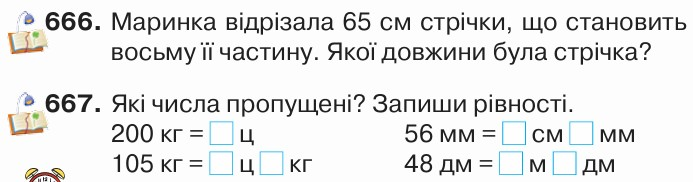 666. Маринка відрізала 65 см стрічки, що становить
восьму її частину. Якої довжини була стрічка?
667. Які числа пропущені? Запиши рівності.
200 кг = □ ц 56 мм = □ см □ мм
105 кг = □ ц □ кг 48 дм = □ м □ дм